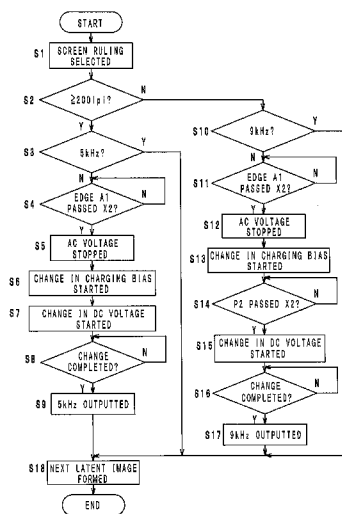 START
S1
SCREEN RULING
SELECTED
S2
≧200lpi?
N
Y
S3
5kHz?
Y
N
S4
EDGE A1
PASSED X2?
N
Y
S5
AC VOLTAGE
STOPPED
S6
CHANGE IN CHARGING BIAS
STARTED
S7
CHANGE IN DC VOLTAGE
STARTED
S8
CHANGE
COMPLETED?
N
Y
S9
5kHz OUTPUTTED
S10
9kHz?
Y
N
S11
EDGE A1
PASSED X2?
N
Y
S12
AC VOLTAGE
STOPPED
S13
CHANGE IN CHARGING BIAS
STARTED
S14
P2 PASSED X2?
N
Y
S15
CHANGE IN DC VOLTAGE
STARTED
S16
CHANGE
COMPLETED?
N
Y
S17
9kHz OUTPUTTED
S18
NEXT LATENT IMAGE
FORMED
END